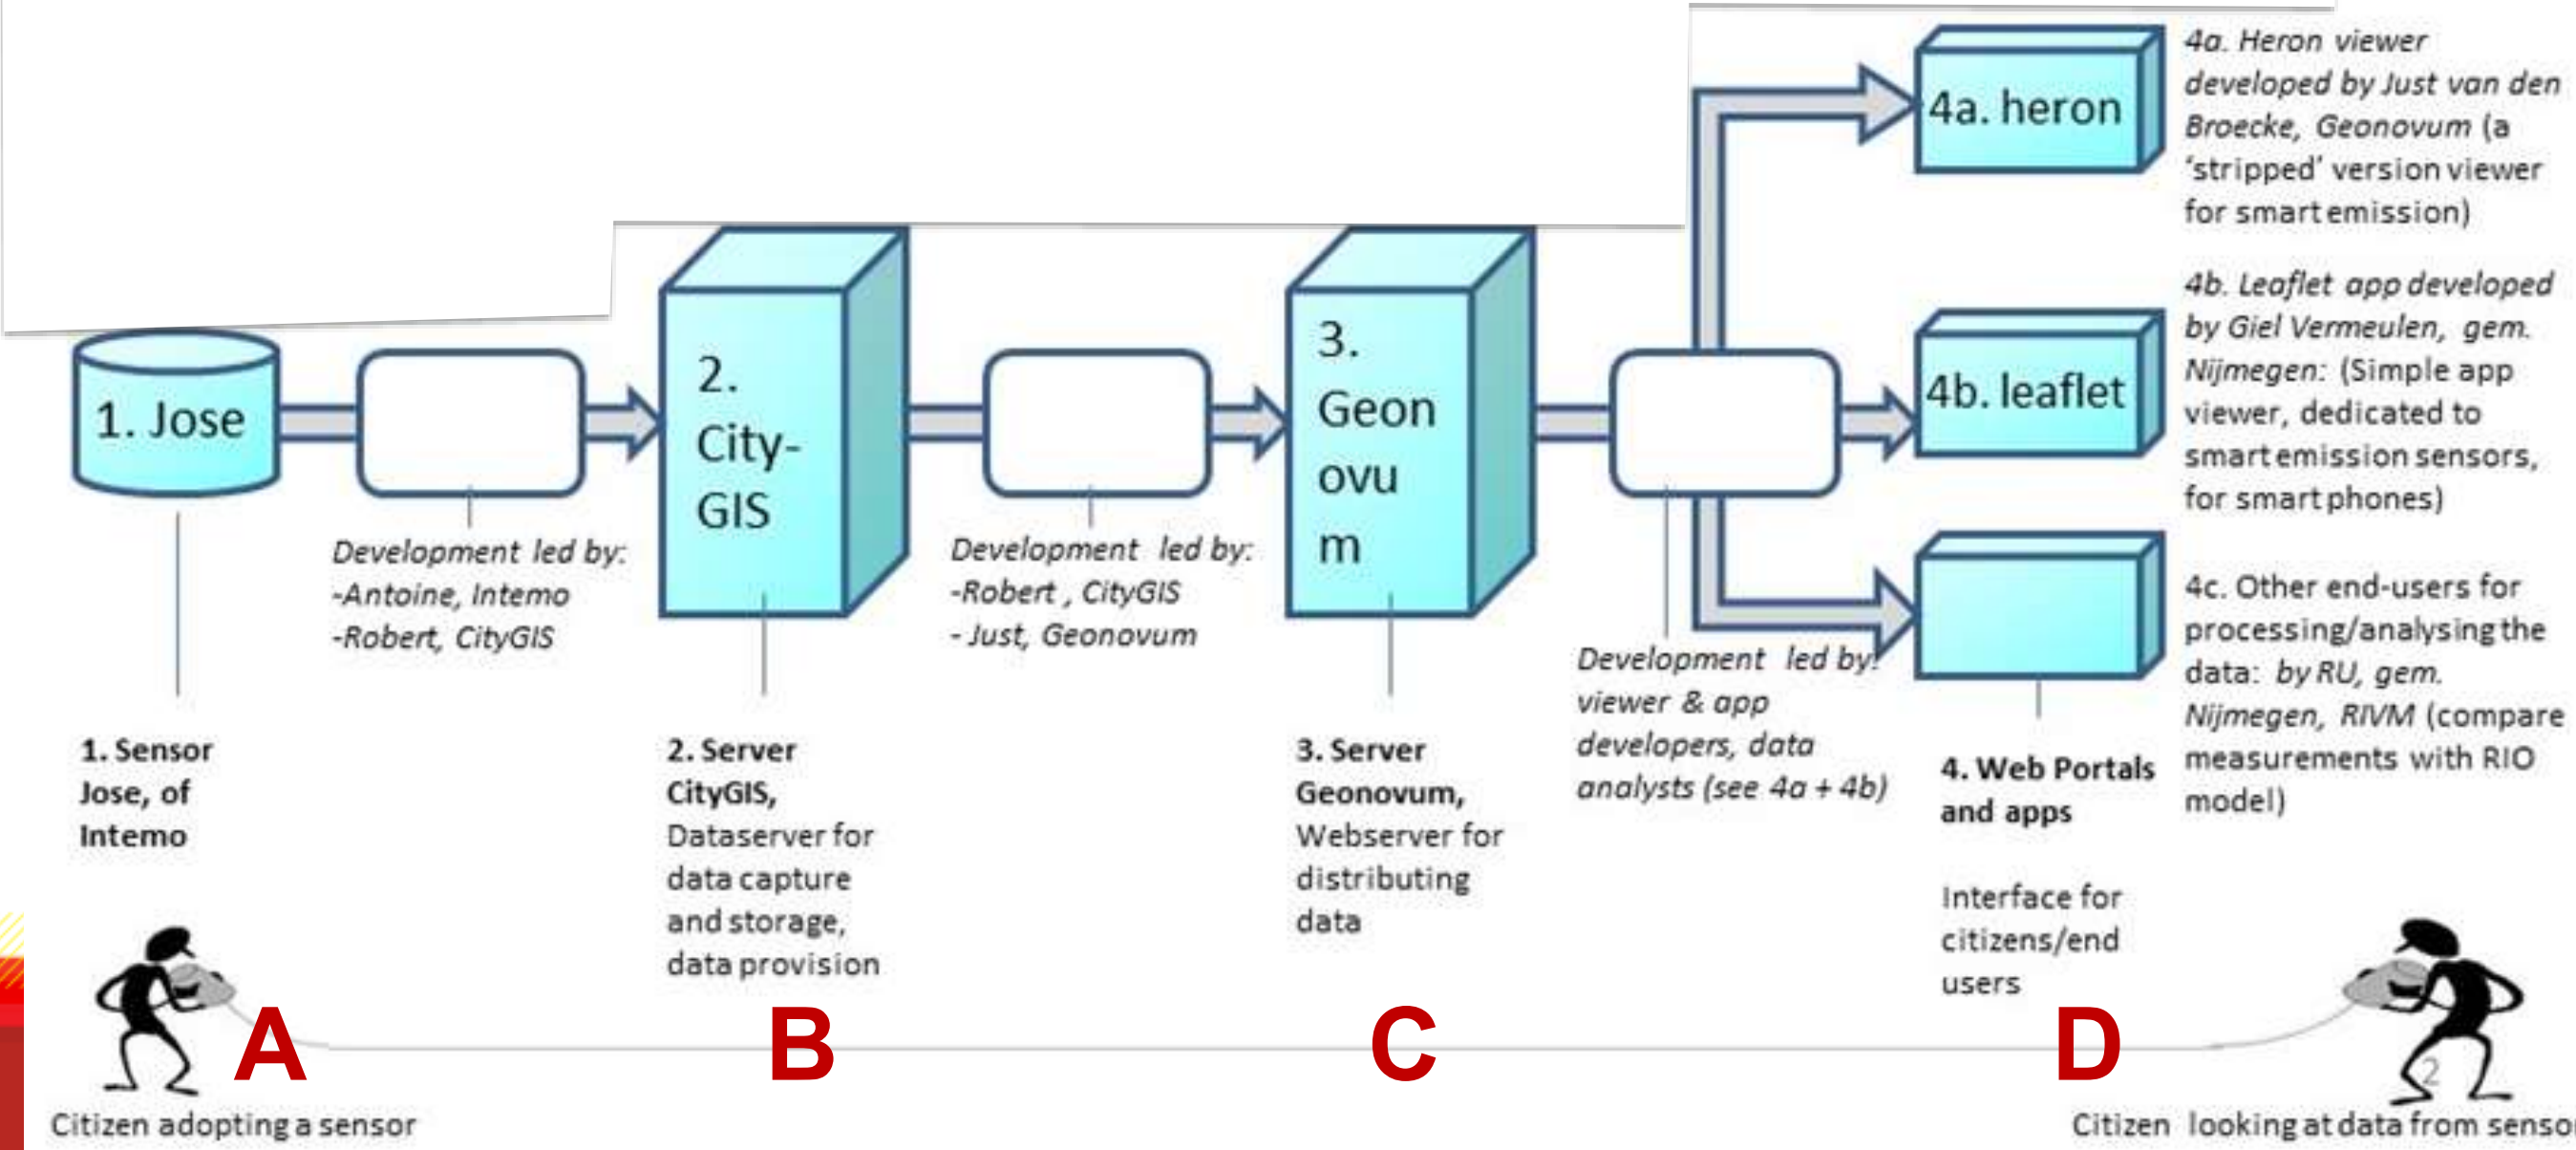 1. Jose
Development led by:
-Antoine, Intemo
-Robert, CityGIS
2.
City-
GIS
Development led by:
-Robert , CityGIS
- Just, Geonovum
3.
Geon
ovu
m
Development led by:
viewer & app
developers, data
analysts (see 4a + 4b)
4a. heron
4b. leaflet
4a. Heron viewer
developed by Just van den
Broecke, Geonovum (a
‘stripped’ version viewer
for smart emission)
4b. Leaflet app developed
by Giel Vermeulen, gem.
Nijmegen: (Simple app
viewer, dedicated to
smart emission sensors,
for smart phones)
4c. Other end-users for
processing/analysing the
data: by RU, gem.
Nijmegen, RIVM (compare
measurements with RIO
model)
1. Sensor
Jose, of
Intemo
2. Server
CityGIS,
Dataserver for
data capture
and storage,
data provision
3. Server
Geonovum,
Webserver for
distributing
data
4. Web Portals
and apps
Interface for
citizens/end
users
A
B
C
D
2
Citizen adopting a sensor
Citizen looking at data from sensor